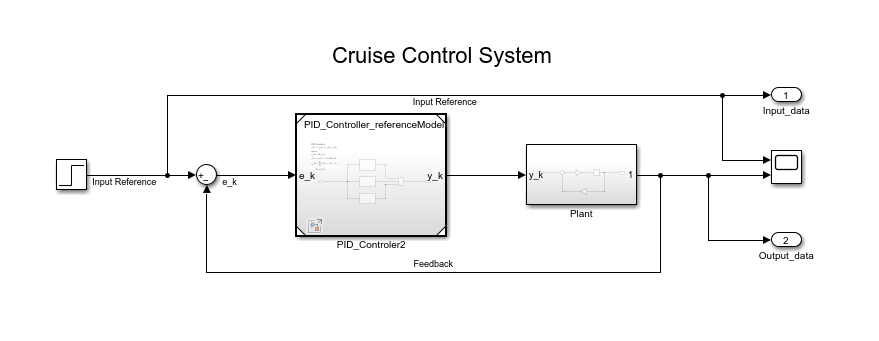 Cruise Control System
Input Reference
1
Input_data
PID_Controller_referenceModel
Input Reference
e_k
e_k
y_k
PID_Controler2
y_k
1
Plant
2
Output_data
Feedback